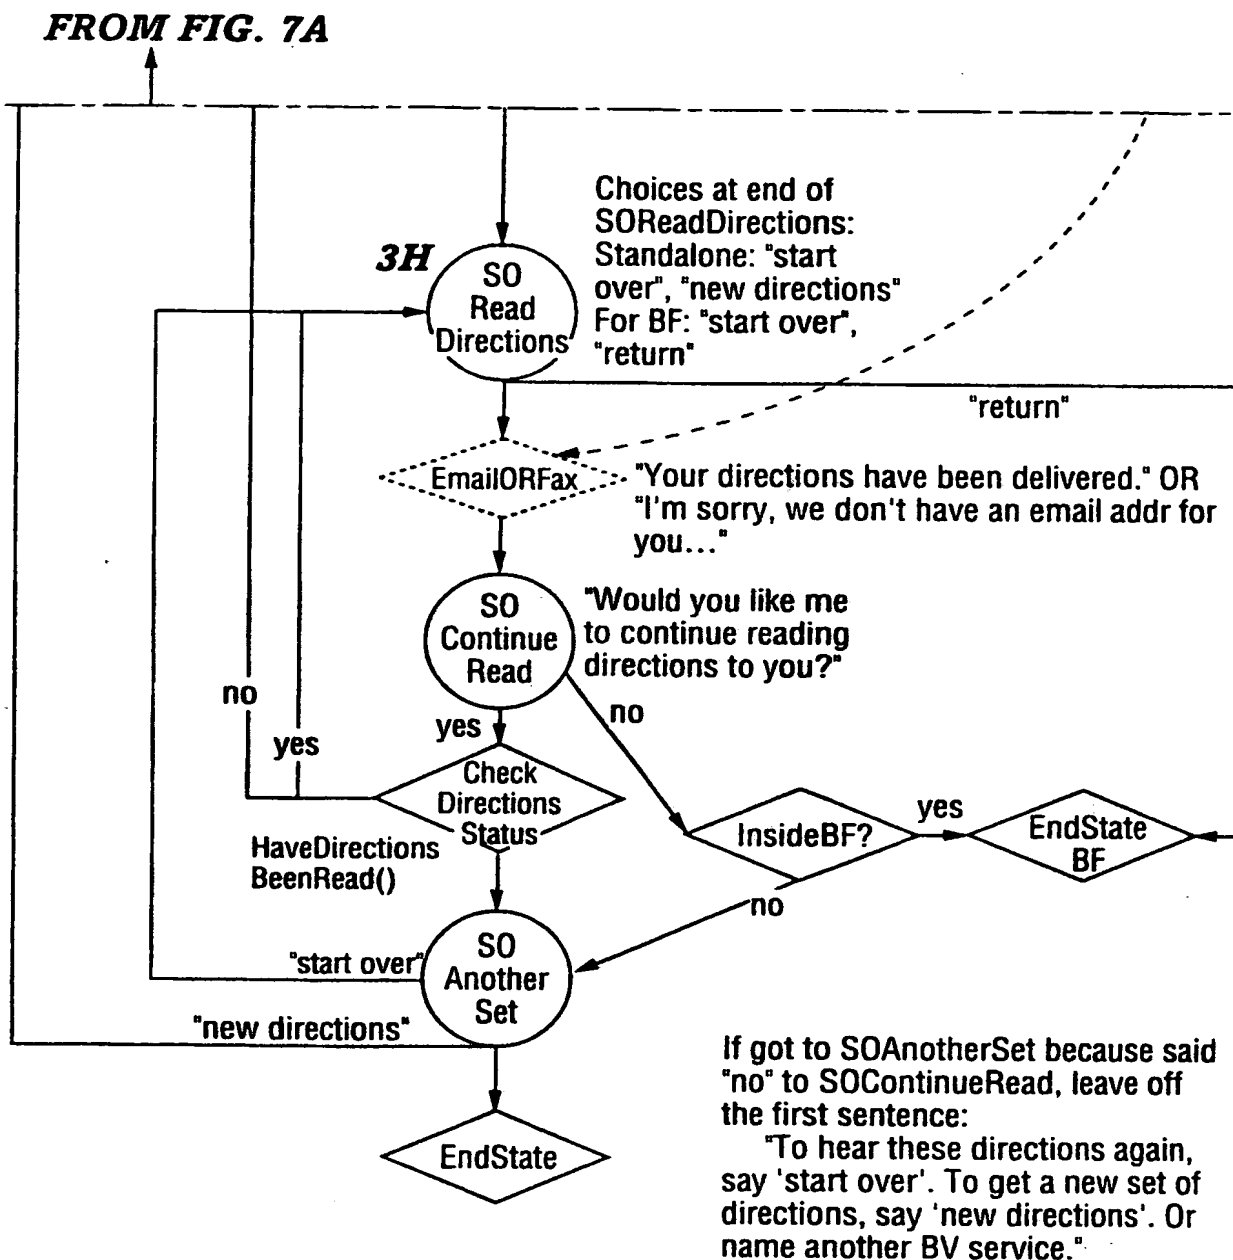 FROM FIG. 7A
Choices at end of
SOReadDirections:
Standalone: "start
over", "new directions"
For BF: "start over",
"return"
3H
SO
Read
Directions
"return"
EmailORFax
"Your directions have been delivered." OR
"I'm sorry, we don't have an email addr for
you..."
SO
Continue
Read
"Would you like me
to continue reading
directions to you?"
no
yes
yes
no
Check
Directions
Status
HaveDirections
BeenRead()
InsideBF?
yes
EndState
BF
no
SO
Another
Set
"start over"
"new directions"
EndState
If got to SOAnotherSet because said
"no" to SOContinueRead, leave off
the first sentence:
"To hear these directions again,
say 'start over'. To get a new set of
directions, say 'new directions'. Or
name another BV service."